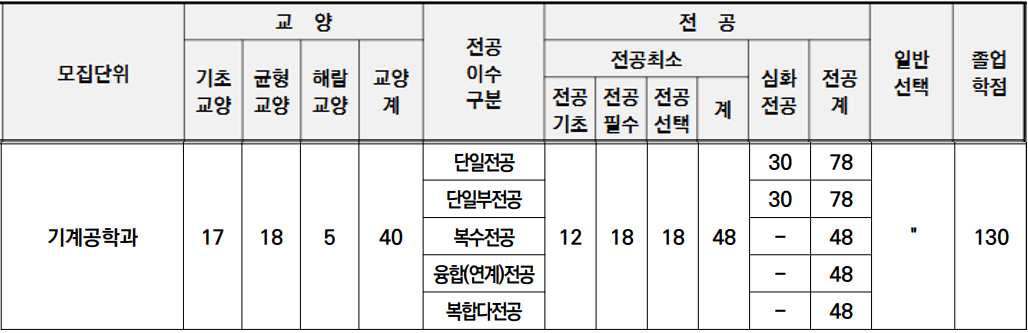 모집단위 교 양 전공 이수 구분 전 공 일반 선택 졸업 학점
기초 교양 균형 교양 해람 교양 교양 계 전공최소 심화 전공 전공 계
전공 기초 전공 필수 전공 선택 계
단일전공 30 78
단일부전공 30 78
기계공학과 17 18 5 40 복수전공 12 18 18 48 - 48 " 130
융합(연계)전공 - 48
복합다전공 - 48